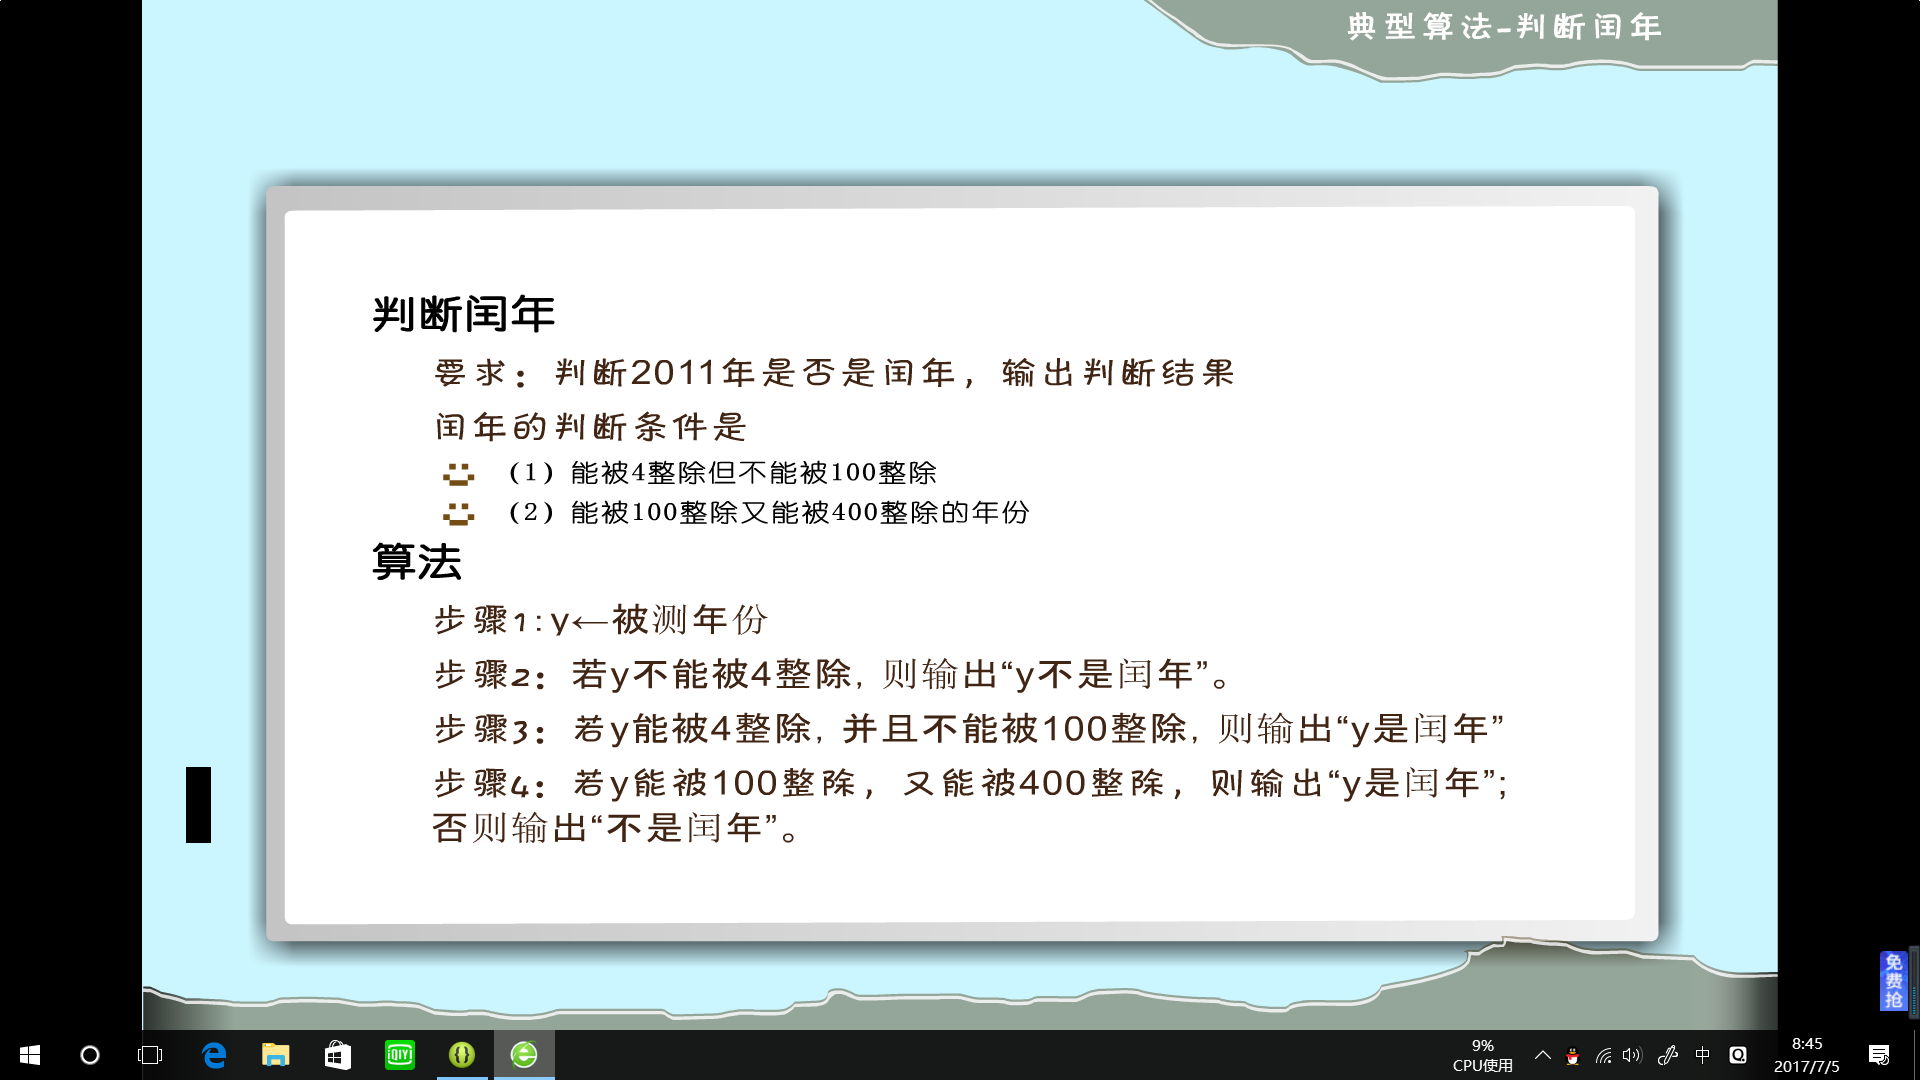 典型算法-判断闰年
判断闰年
要求：判断2011年是否是闰年，输出判断结果
闰年的判断条件是
（1）能被4整除但不能被100整除
（2）能被100整除又能被400整除的年份
算法
步骤1:y←被测年份
步骤2：若y不能被4整除，则输出“y不是闰年”。
步骤3：若y能被4整除，并且不能被100整除，则输出“y是闰年”
步骤4：若y能被100整除，又能被400整除，则输出“y是闰年”；
否则输出“不是闰年”。
免费抢
iQIYI
9%
CPU使用
中
8:45
2017/7/5